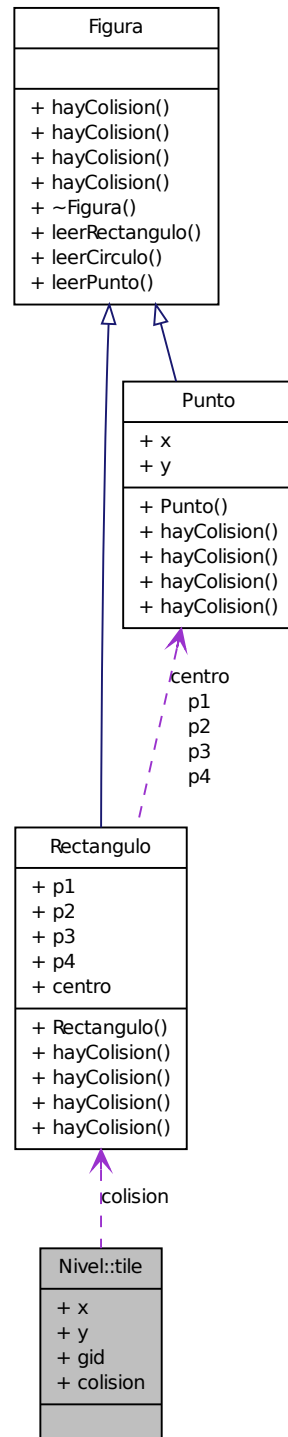 Figura
+ hayColision()
+ hayColision()
+ hayColision()
+ hayColision()
+ ~Figura()
+ leerRectangulo()
+ leerCirculo()
+ leerPunto()
Punto
+ x
+ y
+ Punto()
+ hayColision()
+ hayColision()
+ hayColision()
+ hayColision()
centro
p1
p2
p3
p4
Rectangulo
+ p1
+ p2
+ p3
+ p4
+ centro
+ Rectangulo()
+ hayColision()
+ hayColision()
+ hayColision()
+ hayColision()
colision
Nivel::tile
+ x
+ y
+ gid
+ colision